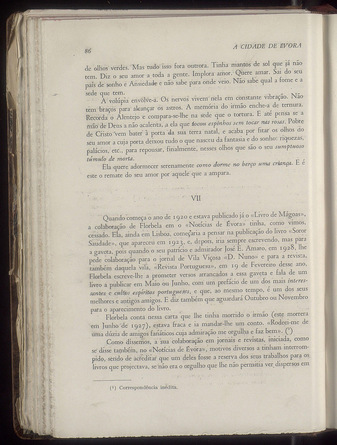 86
A CIDADE DE EVORA
de olhos verdes. Mas tudo isso fora outrora. Tinha mantos de sol que já não
tem. Diz o seu amor a toda a gente. Implora amor. Quere amar. Sai do seu
país de sonho e Ansiedade e não sabe para onde veio. Não sabe qual a fome e a
sede que tem.
A volúpia envolve-a. Os nervos vivem nela em constante vibração. Não
tem braços para alcançar os astros. A memória do irmão enche-a de ternura.
Recorda o Alentejo e compara-se-lhe na sede que o tortura. E até pensa se a
mão de Deus a não acalenta, a ela que
sem tocar nas rosas. Pobre
de Cristo vem bater à porta da sua terra natal, e acaba por fitar os olhos do
seu amor a cuja porta deixou tudo o que nasceu da fantasia e do sonho: riquezas,
palácios, etc., para repousar, finalmente, nesses olhos que são o seu sumptuoso
túmulo de morta.
Ela quere adormecer serenamente como dorme no berço uma criança. E é
este o remate do seu amor por aquele que a ampara.
VII
Quando começa o ano de 1920 e estava publicado já o «Livro de Mágoas»,
a colaboração de Florbela em o «Notícias de Évora» tinha, como vimos,
cessado. Ela, ainda em Lisboa, começara a pensar na publicação do livro «Soror
Saudade», que apareceu em 1923, e, depois, iria sempre escrevendo, mas para
a gaveta, pois quando o seu patrício e admirador José E. Amaro, em 1928, lhe
pede colaboração para o jornal de Vila Viçosa «D. Nuno» e para a revista,
também daquela vila, «Revista Portuguesa», em 19 de Fevereiro desse ano,
Florbela escreve-lhe a prometer versos arrancados a essa gaveta e fala de um
livro a publicar em Maio ou Junho, com um prefácio de um dos mais interes-
santes e cultos espíritos portugueses, e que, ao mesmo tempo, é um dos seus
melhores e antigos amigos. E diz também que aguardará Outubro ou Novembro
para o aparecimento do livro.
Florbela conta nessa carta que lhe tinha morrido o irmão (este morrera
em Junho de 1927), estava fraca e ia mandar-lhe um conto. «Rodeei-me de
uma dúzia de amigos fanáticos cuja admiração me orgulha e faz bem». (¹)
Como dissemos, a sua colaboração em jornais e revistas, iniciada, como
se disse também, no «Notícias de Évora», motivos diversos a tinham interrom-
pido, sendo de acreditar que um deles fosse a reserva dos seus trabalhos para os
livros que projectava, se não era o orgulho que lhe não permitia ver, dispersos em
(¹) Correspondência inédita.